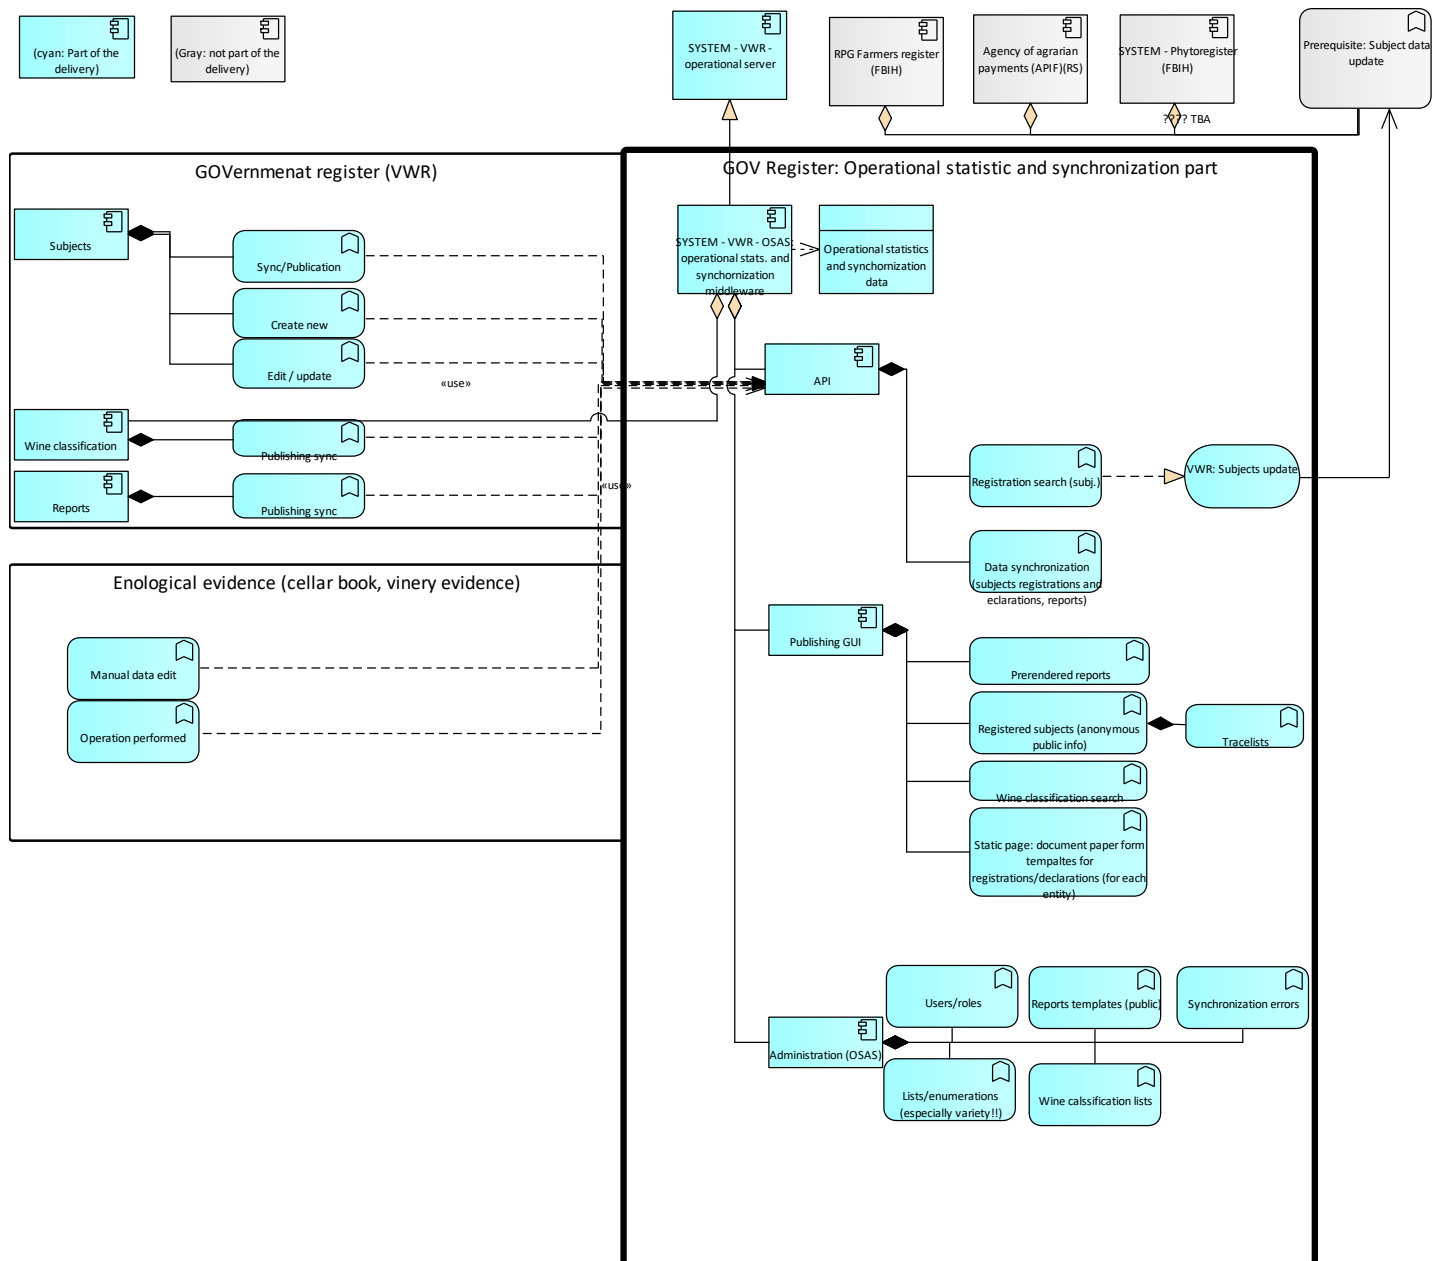 (cyan: Part of the
delivery)
(Gray: not part of the
delivery)
SYSTEM - VWR -
operational server
RPG Farmers register
(FBIH)
Agency of agrarian
payments (APIF)(RS)
SYSTEM - Phytoregister
(FBIH)
Prerequisite: Subject data
update
???? TBA
GOVernmenat register (VWR)
Subjects
Sync/Publication
Create new
Edit / update
«use»
Wine classification
Publishing sync
Reports
Publishing sync
«use»
Enological evidence (cellar book, vinery evidence)
Manual data edit
Operation performed
GOV Register: Operational statistic and synchronization part
SYSTEM - VWR - OSAS:
operational stats. and
synchornization
middleware
Operational statistics
and synchornization
data
API
Registration search (subj.)
VWR: Subjects update
Data synchronization
(subjects registrations and
eclarations, reports)
Publishing GUI
Prerendered reports
Registered subjects (anonymous
public info)
Tracelists
Wine classification search
Static page: document paper form
tempaltes for
registrations/declarations (for each
entity)
Users/roles
Reports templates (public)
Synchronization errors
Administration (OSAS)
Lists/enumerations
(especially variety!!)
Wine calssification lists